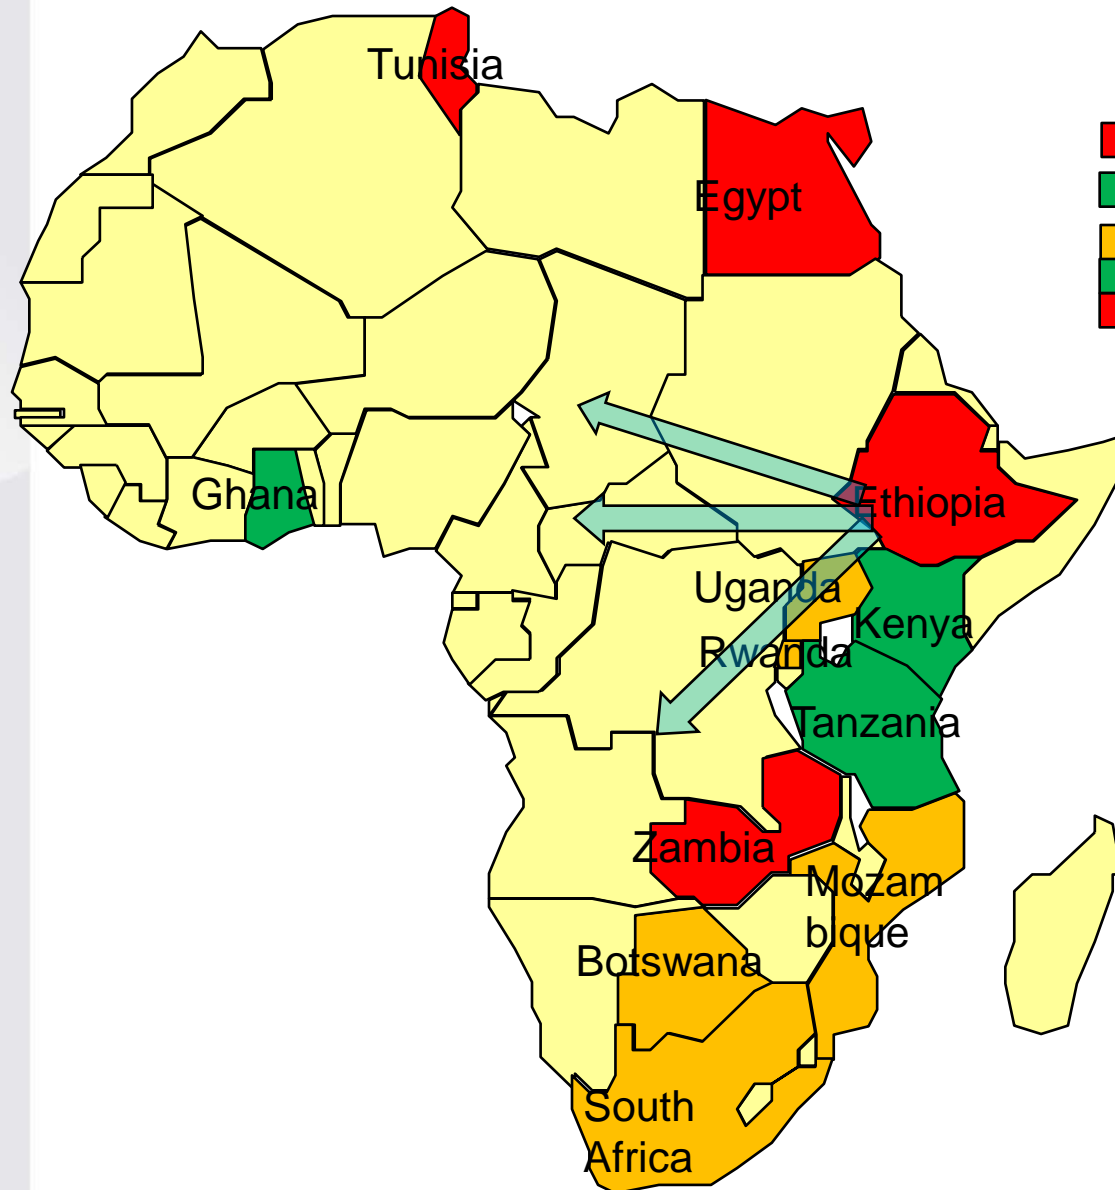 Tunisia
Egypt
Ghana
Ethiopia
Uganda
Kenya
Rwanda
Tanzania
Zambia
Mozam
bique
Botswana
South
Africa